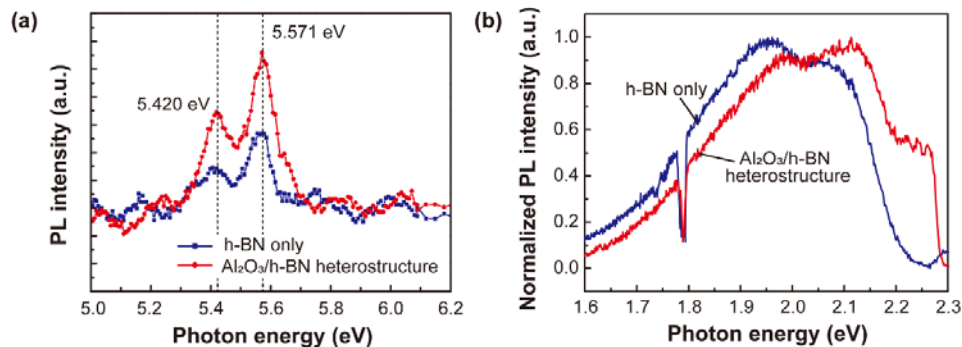 (a)
PL intensity (a.u.)
5.571 eV
5.420 eV
h-BN only
Al₂O₃/h-BN heterostructure
5.0 5.2 5.4 5.6 5.8 6.0 6.2
Photon energy (eV)
(b)
Normalized PL intensity (a.u.)
1.0
0.8
0.6
0.4
0.2
0.0
h-BN only
Al₂O₃/h-BN
heterostructure
1.6 1.7 1.8 1.9 2.0 2.1 2.2 2.3
Photon energy (eV)